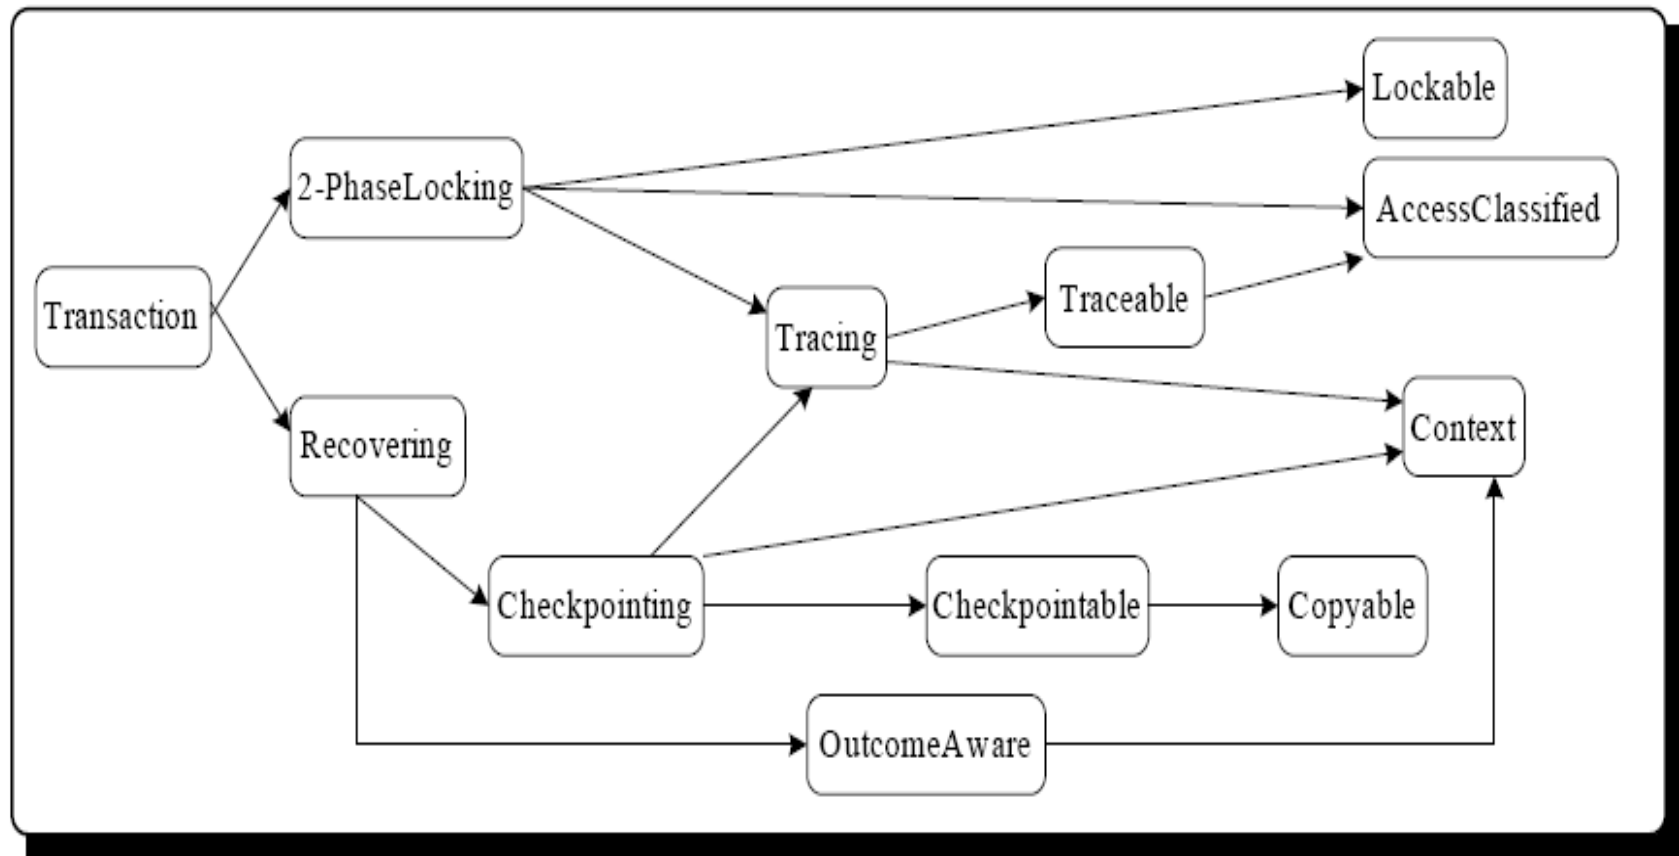 Lockable
2-PhaseLocking
AccessClassified
Traceable
Transaction
Tracing
Context
Recovering
Checkpointing
Checkpointable
Copyable
OutcomeAware